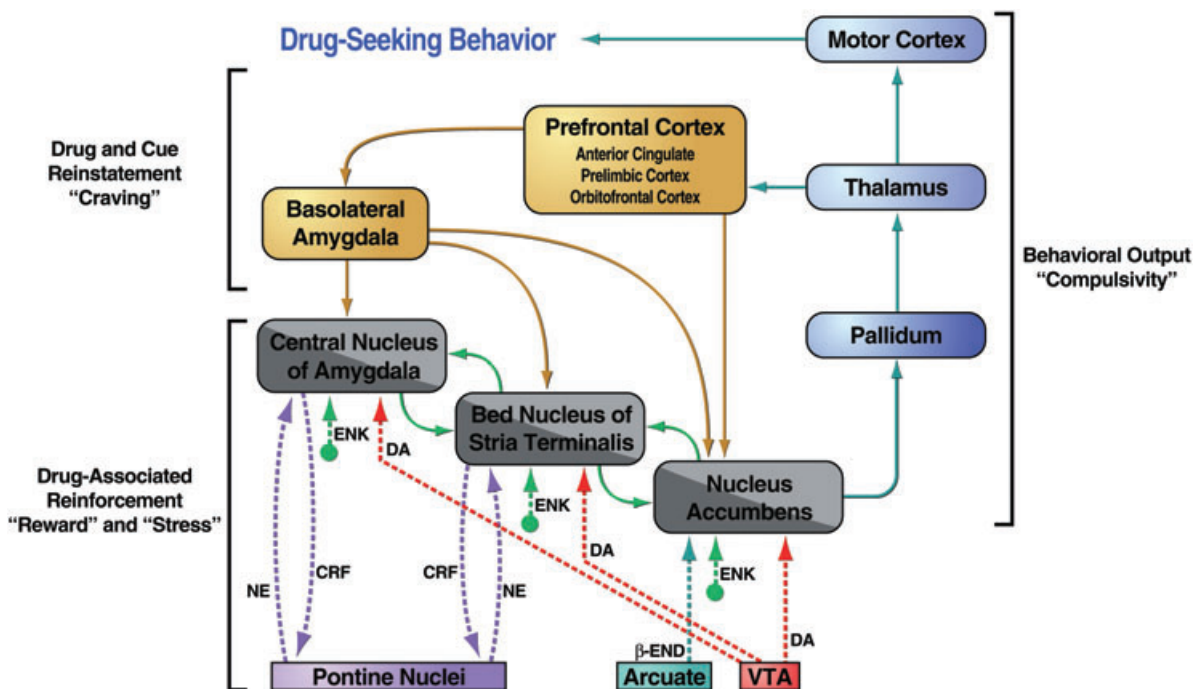 Drug-Seeking Behavior
Motor Cortex
Drug and Cue
Reinstatement
“Craving”
Prefrontal Cortex
Anterior Cingulate
Prelimbic Cortex
Orbitofrontal Cortex
Thalamus
Basolateral
Amygdala
Behavioral Output
“Compulsivity”
Pallidum
Central Nucleus
of Amygdala
Bed Nucleus of
Stria Terminalis
Nucleus
Accumbens
Drug-Associated
Reinforcement
“Reward” and “Stress”
ENK
DA
ENK
DA
ENK
DA
NE
CRF
CRF
NE
β-END
Pontine Nuclei
Arcuate
VTA